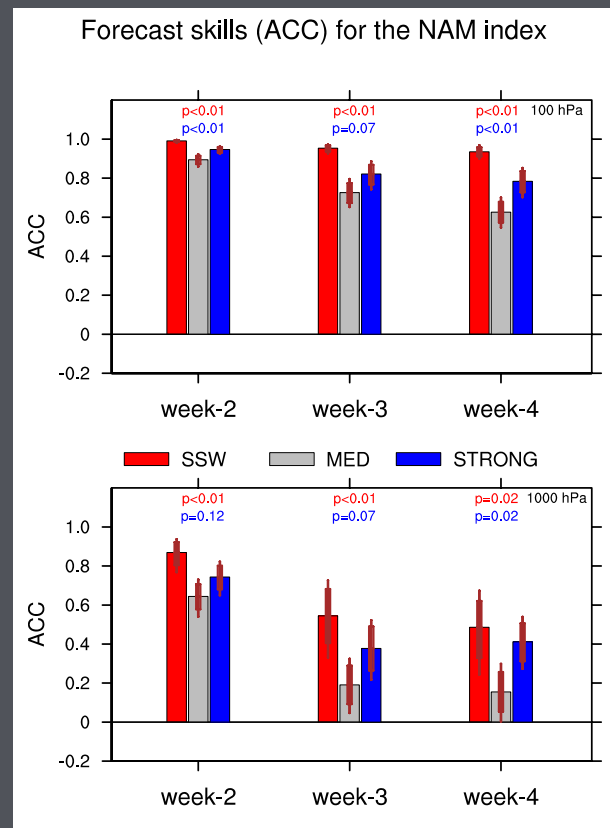 Forecast skills (ACC) for the NAM index
p<0.01 p<0.01 p<0.01 100 hPa
p<0.01 p=0.07 p<0.01
1.0
0.8
0.6
0.4
0.2
0
-0.2
ACC
week-2 week-3 week-4
SSW MED STRONG
p<0.01 p<0.01 p=0.02 1000 hPa
p=0.12 p=0.07 p=0.02
1.0
0.8
0.6
0.4
0.2
0
-0.2
ACC
week-2 week-3 week-4